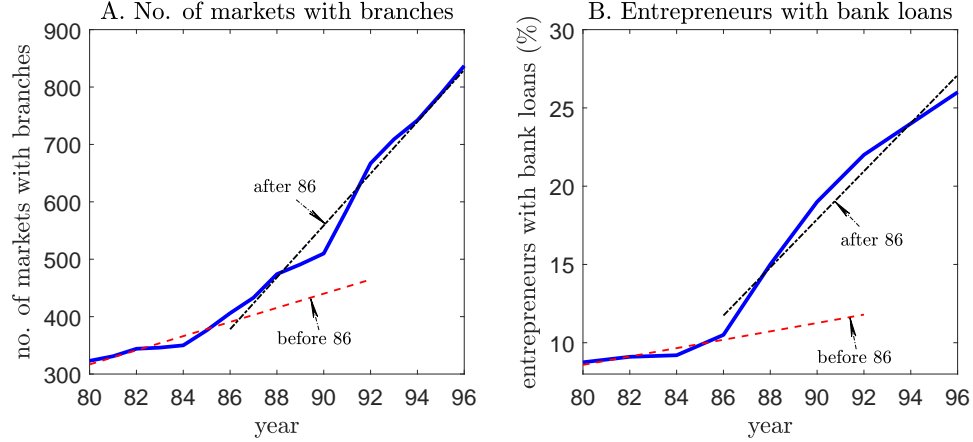 A. No. of markets with branches
no. of markets with branches
900
800
700
600
500
400
300
after 86
before 86
80 82 84 86 88 90 92 94 96
year
B. Entrepreneurs with bank loans
entrepreneurs with bank loans (%)
30
25
20
15
10
after 86
before 86
80 82 84 86 88 90 92 94 96
year